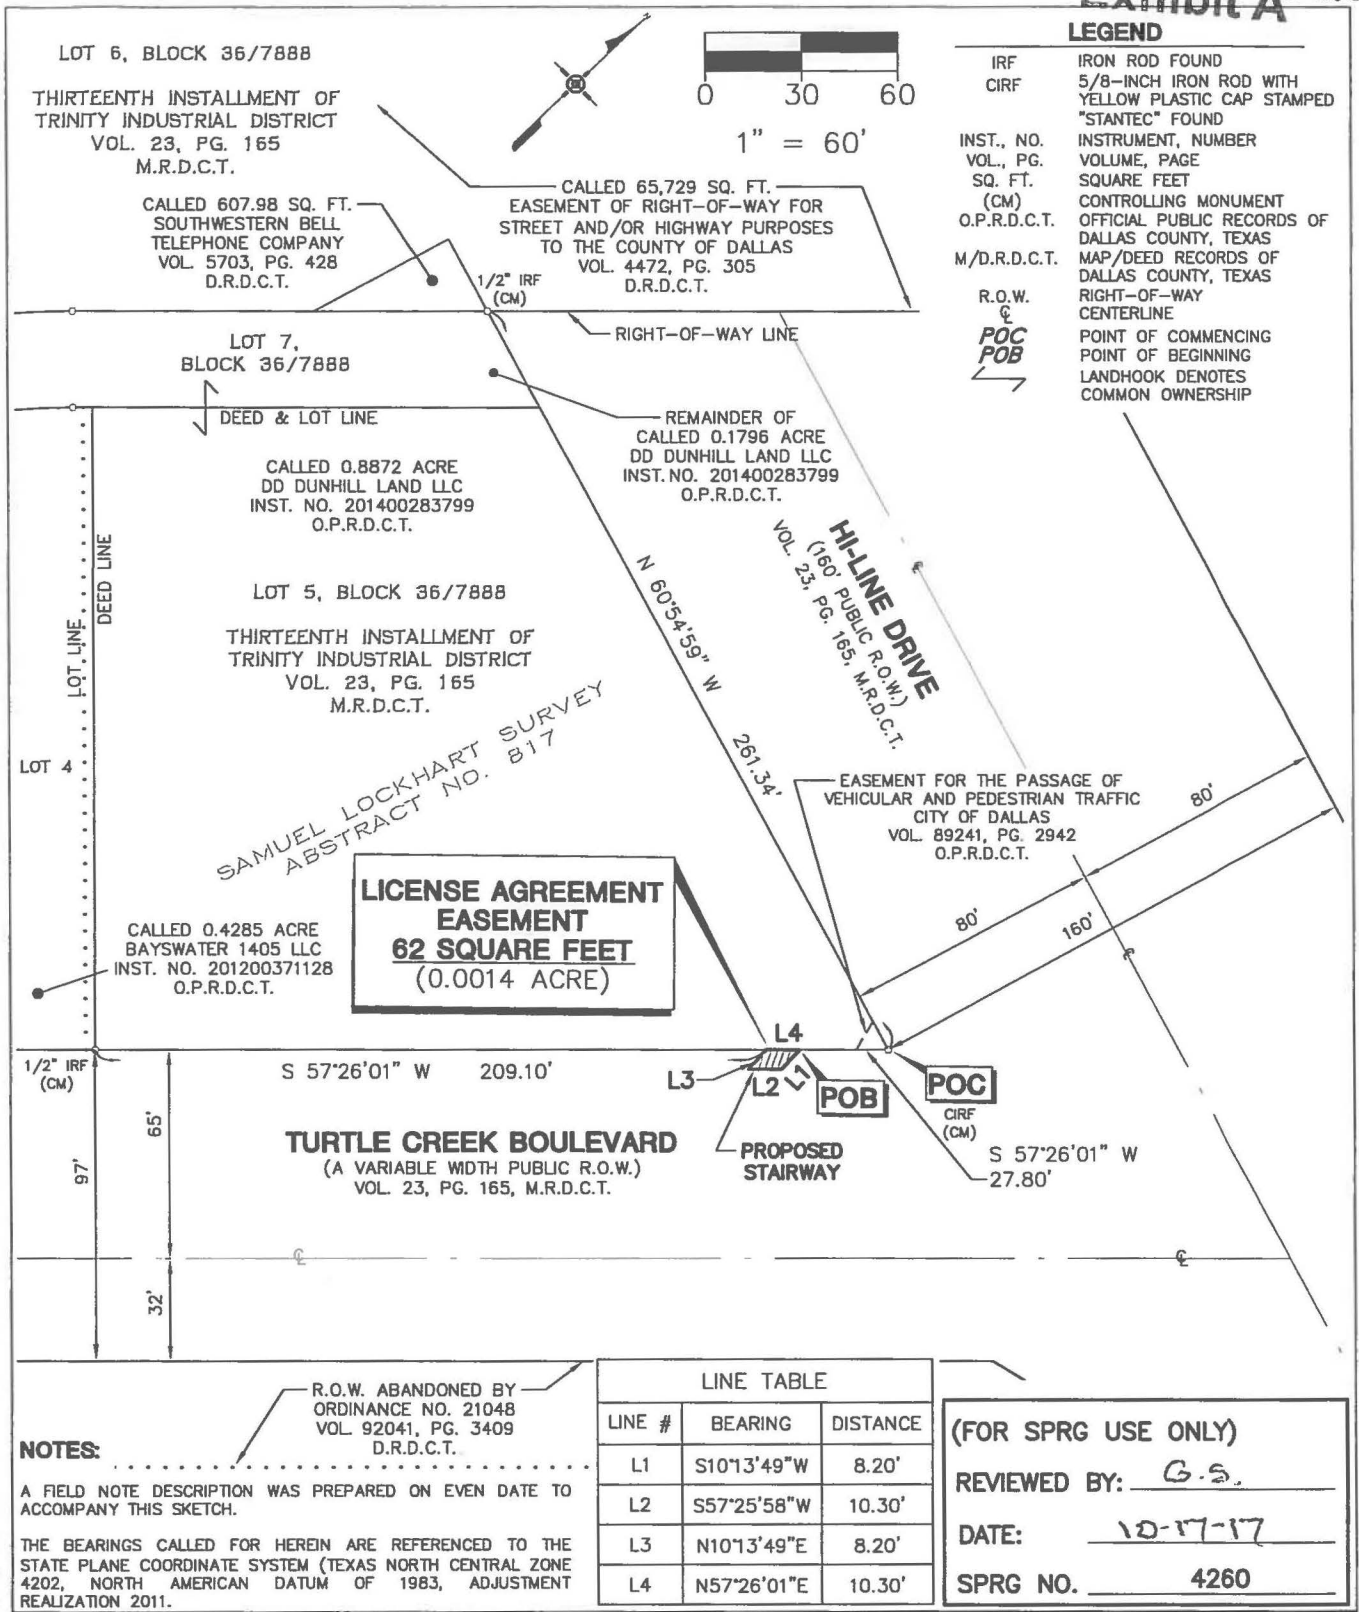 Exhibit A
LOT 6, BLOCK 36/7888
THIRTEENTH INSTALLMENT OF
TRINITY INDUSTRIAL DISTRICT
VOL. 23, PG. 165
M.R.D.C.T.
0 30 60
1" = 60'
LEGEND
IRF IRON ROD FOUND
CIRF 5/8-INCH IRON ROD WITH
YELLOW PLASTIC CAP STAMPED
"STANTEC" FOUND
INST., NO. INSTRUMENT, NUMBER
VOL., PG. VOLUME, PAGE
SQ. FT. SQUARE FEET
(CM) CONTROLLING MONUMENT
O.P.R.D.C.T. OFFICIAL PUBLIC RECORDS OF
DALLAS COUNTY, TEXAS
M/D.R.D.C.T. MAP/DEED RECORDS OF
DALLAS COUNTY, TEXAS
R.O.W. RIGHT-OF-WAY
℄ CENTERLINE
POC POINT OF COMMENCING
POB POINT OF BEGINNING
LANDHOOK DENOTES
COMMON OWNERSHIP
CALLED 607.98 SQ. FT.
SOUTHWESTERN BELL
TELEPHONE COMPANY
VOL. 5703, PG. 428
D.R.D.C.T.
CALLED 65,729 SQ. FT.
EASEMENT OF RIGHT-OF-WAY FOR
STREET AND/OR HIGHWAY PURPOSES
TO THE COUNTY OF DALLAS
VOL. 4472, PG. 305
D.R.D.C.T.
1/2" IRF
(CM)
RIGHT-OF-WAY LINE
LOT 7,
BLOCK 36/7888
DEED & LOT LINE
REMAINDER OF
CALLED 0.1796 ACRE
DD DUNHILL LAND LLC
INST. NO. 201400283799
O.P.R.D.C.T.
CALLED 0.8872 ACRE
DD DUNHILL LAND LLC
INST. NO. 201400283799
O.P.R.D.C.T.
DEED LINE
LOT LINE
LOT 5, BLOCK 36/7888
THIRTEENTH INSTALLMENT OF
TRINITY INDUSTRIAL DISTRICT
VOL. 23, PG. 165
M.R.D.C.T.
N 60°54'59" W 261.34'
HI-LINE DRIVE
(160' PUBLIC R.O.W.)
VOL. 23, PG. 165, M.R.D.C.T.
SAMUEL LOCKHART SURVEY
ABSTRACT NO. 817
LOT 4
EASEMENT FOR THE PASSAGE OF
VEHICULAR AND PEDESTRIAN TRAFFIC
CITY OF DALLAS
VOL. 89241, PG. 2942
O.P.R.D.C.T.
80'
80'
160'
LICENSE AGREEMENT
EASEMENT
62 SQUARE FEET
(0.0014 ACRE)
CALLED 0.4285 ACRE
BAYSWATER 1405 LLC
INST. NO. 201200371128
O.P.R.D.C.T.
1/2" IRF
(CM)
S 57°26'01" W 209.10'
L4
L3
L2
L1
POB
POC
CIRF
(CM)
S 57°26'01" W
27.80'
PROPOSED
STAIRWAY
TURTLE CREEK BOULEVARD
(A VARIABLE WIDTH PUBLIC R.O.W.)
VOL. 23, PG. 165, M.R.D.C.T.
65'
97'
32'
℄
℄
R.O.W. ABANDONED BY
ORDINANCE NO. 21048
VOL. 92041, PG. 3409
D.R.D.C.T.
NOTES:
A FIELD NOTE DESCRIPTION WAS PREPARED ON EVEN DATE TO
ACCOMPANY THIS SKETCH.
THE BEARINGS CALLED FOR HEREIN ARE REFERENCED TO THE
STATE PLANE COORDINATE SYSTEM (TEXAS NORTH CENTRAL ZONE
4202, NORTH AMERICAN DATUM OF 1983, ADJUSTMENT
REALIZATION 2011.
LINE TABLE
LINE # BEARING DISTANCE
L1 S10°13'49"W 8.20'
L2 S57°25'58"W 10.30'
L3 N10°13'49"E 8.20'
L4 N57°26'01"E 10.30'
(FOR SPRG USE ONLY)
REVIEWED BY: G.S.
DATE: 10-17-17
SPRG NO. 4260